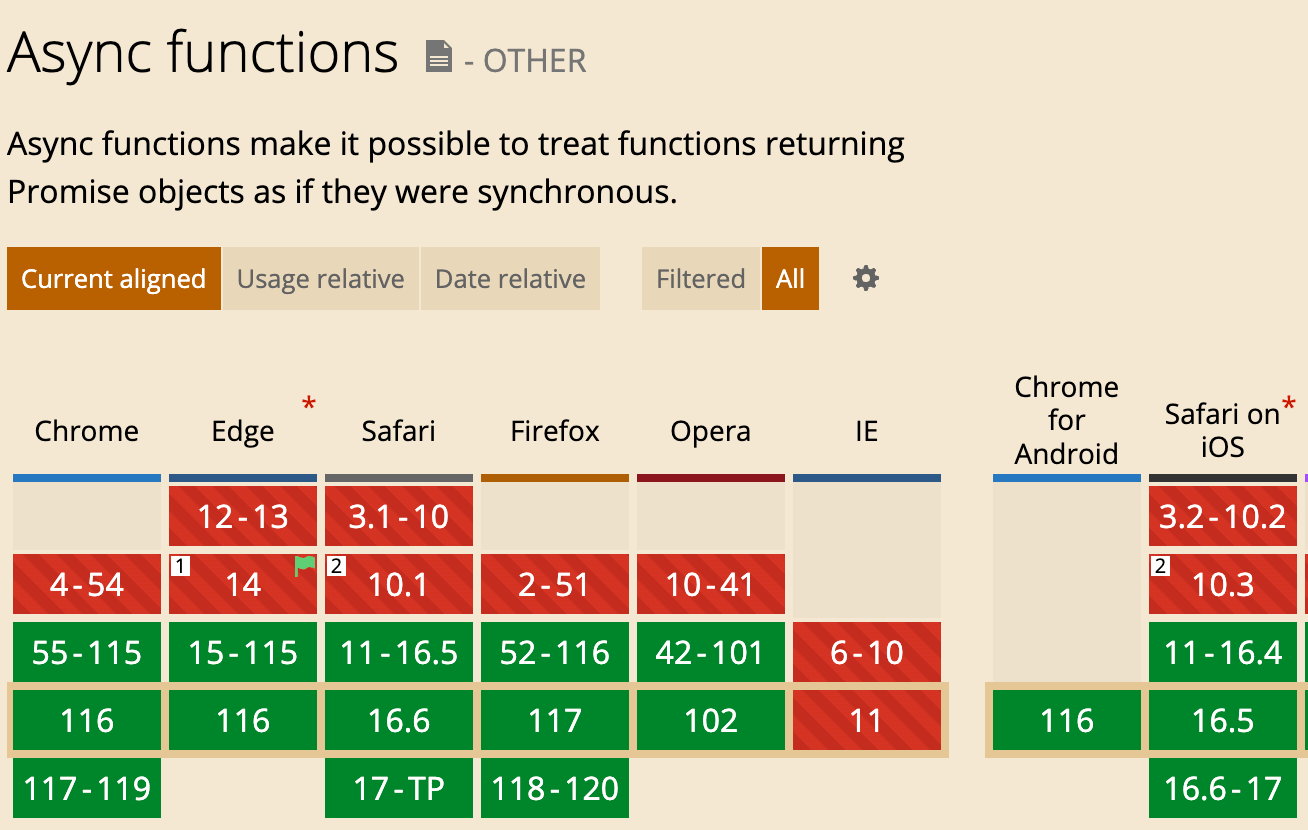 Async functions - OTHER
Async functions make it possible to treat functions returning
Promise objects as if they were synchronous.
Current aligned Usage relative Date relative Filtered All
Chrome Edge * Safari Firefox Opera IE Chrome for Android Safari on iOS *
12-13 3.1-10 3.2-10.2
4-54 1 14 2 10.1 2-51 10-41 2 10.3
55-115 15-115 11-16.5 52-116 42-101 6-10 11-16.4
116 116 16.6 117 102 11 116 16.5
117-119 17-TP 118-120 16.6-17